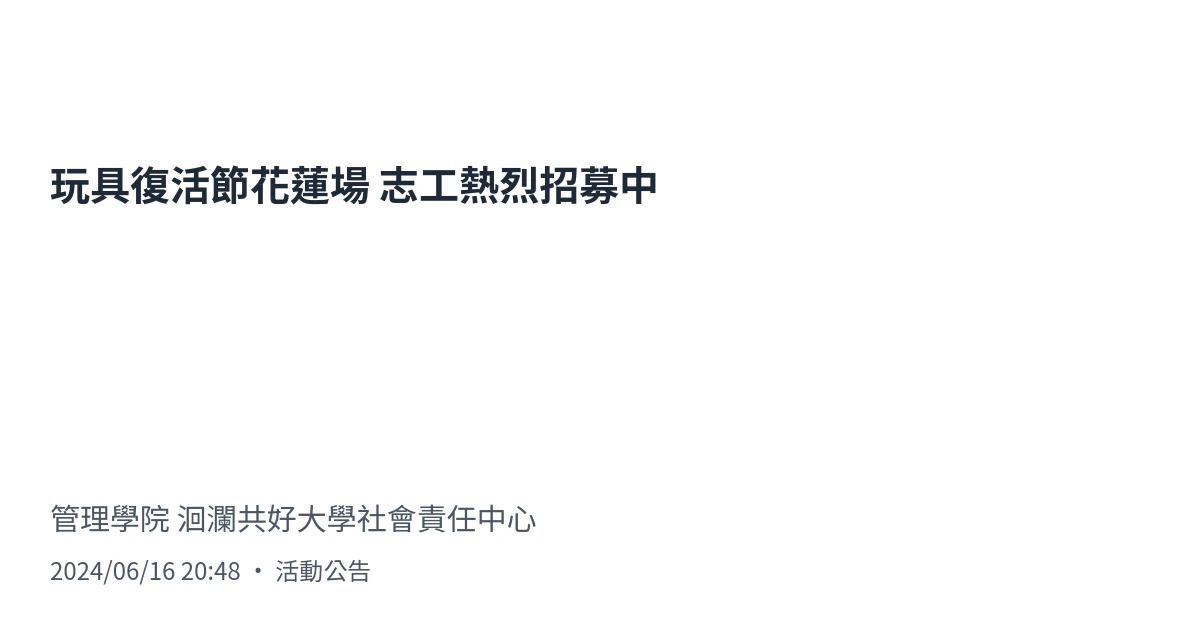 玩具復活節花蓮場 志工熱烈招募中
管理學院 洄瀾共好大學社會責任中心
2024/06/16 20:48 • 活動公告